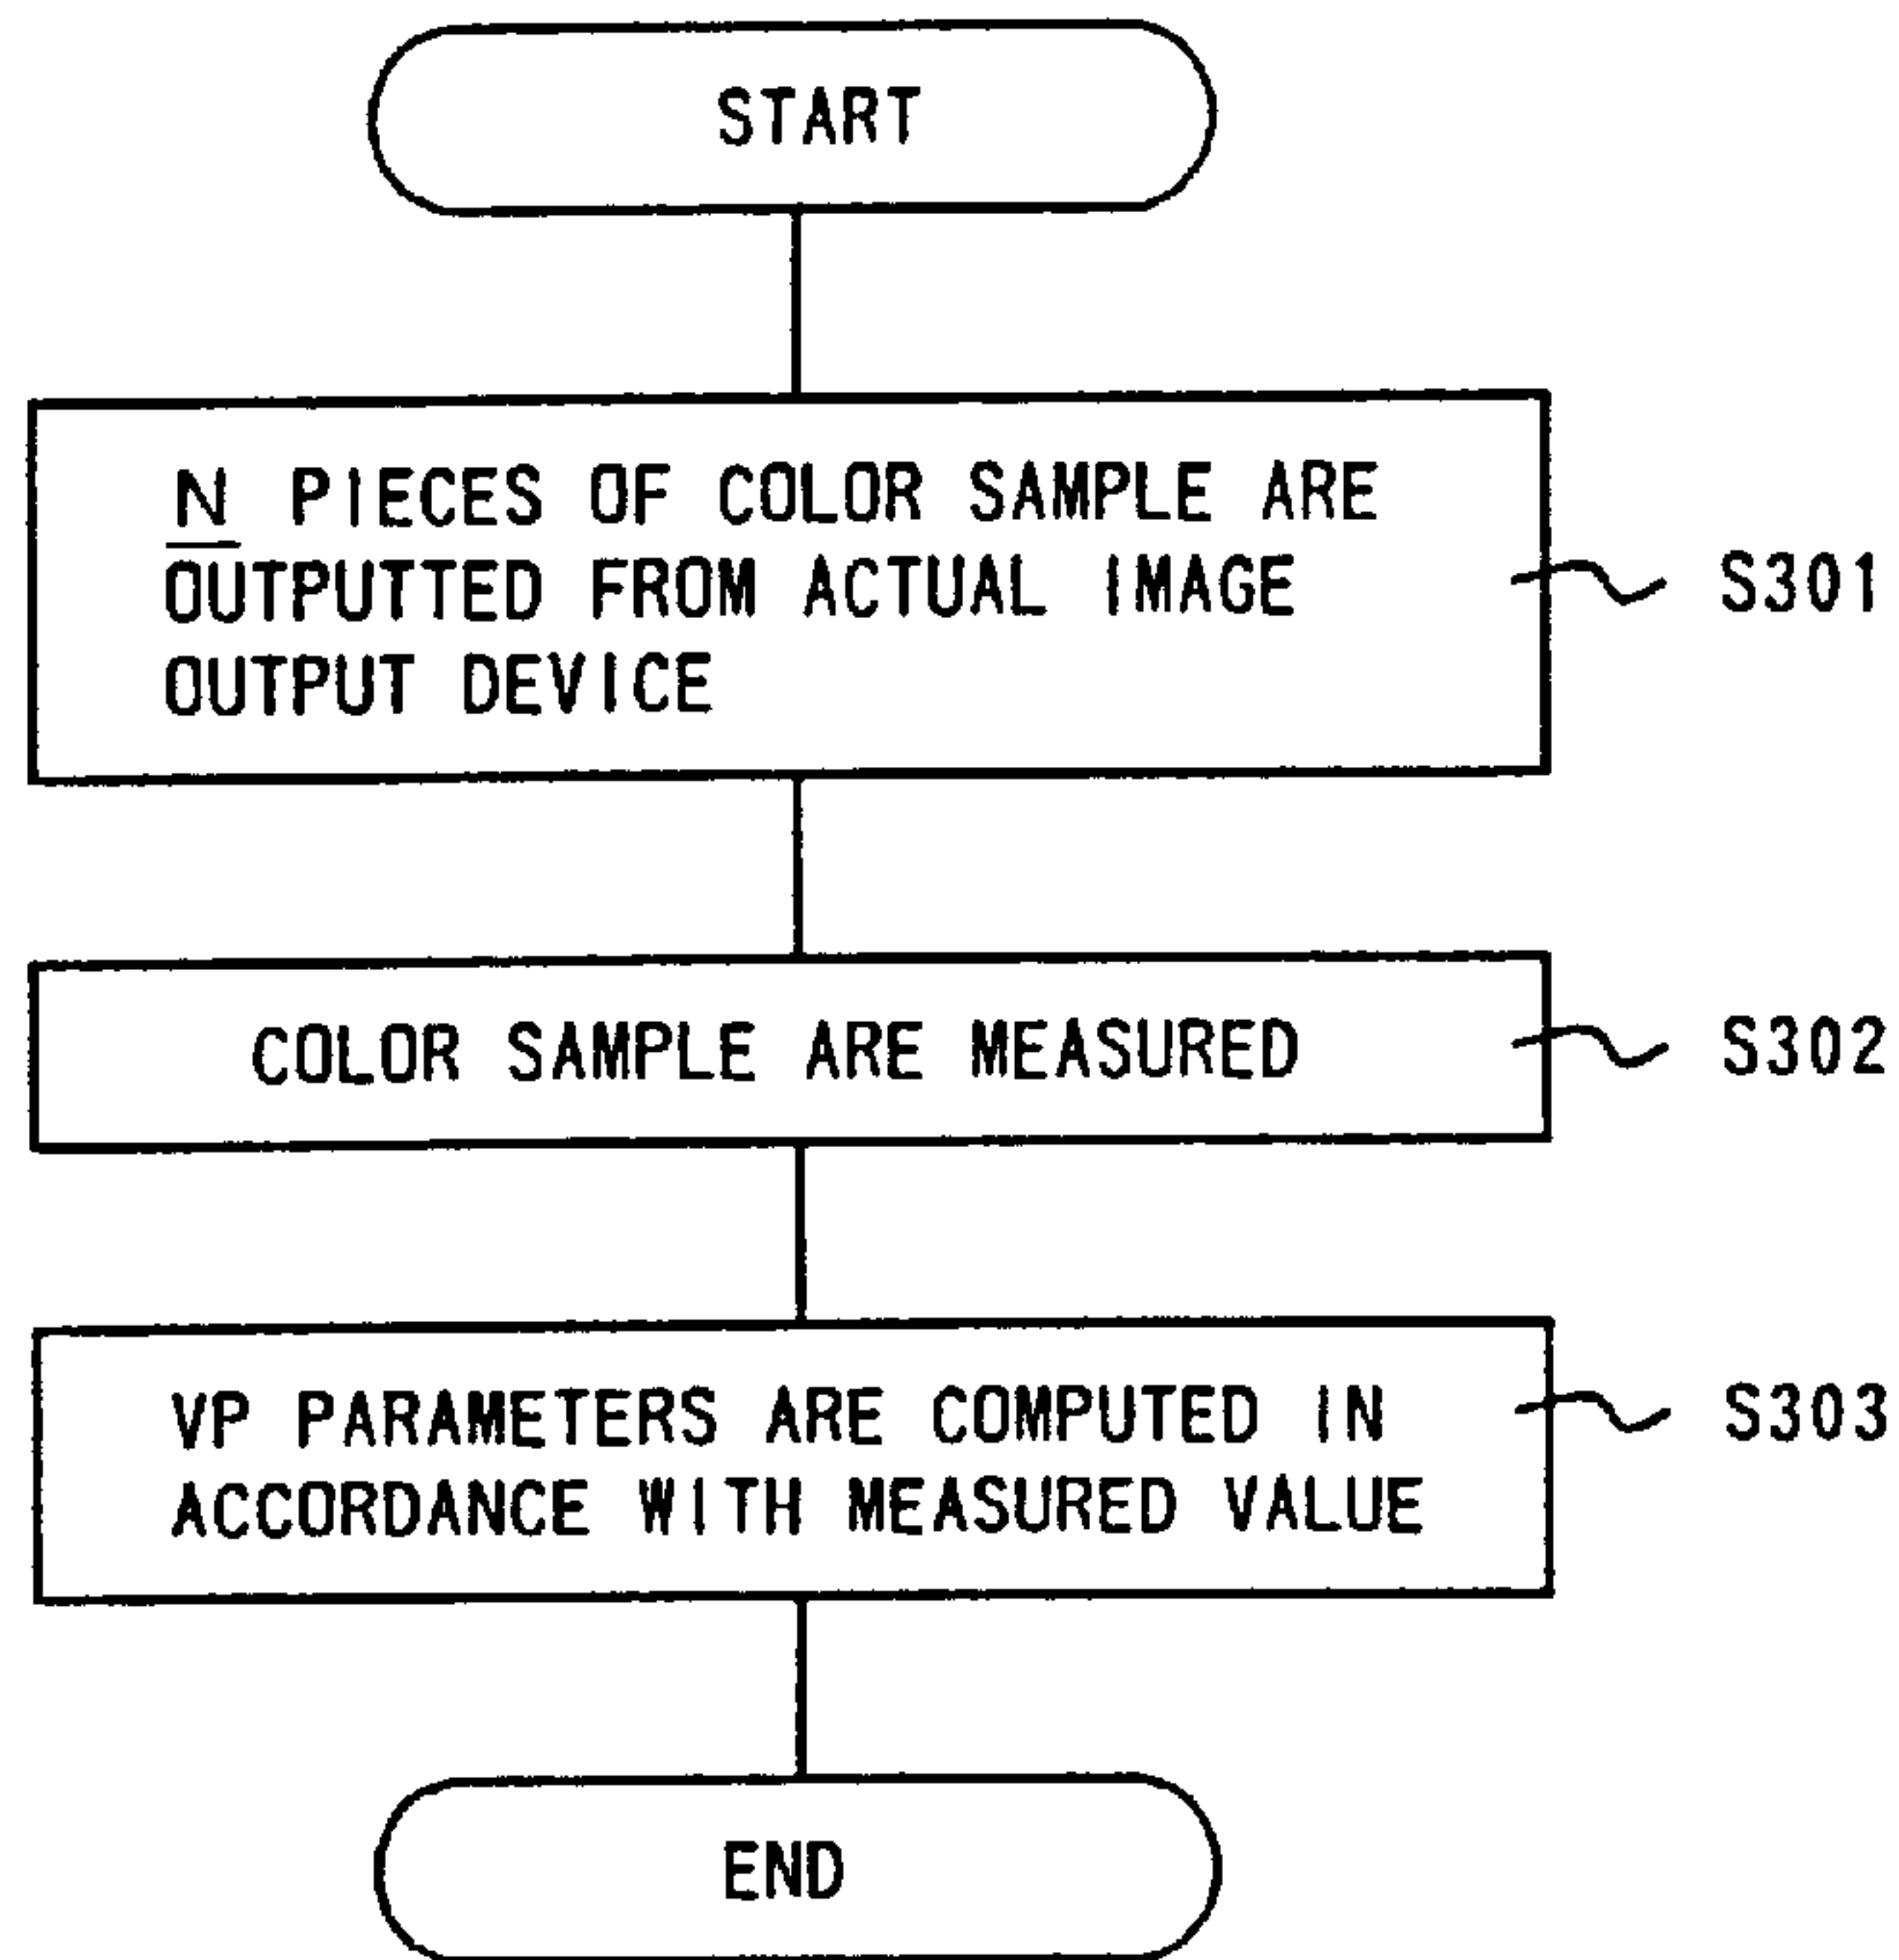 START
N PIECES OF COLOR SAMPLE ARE
OUTPUTTED FROM ACTUAL IMAGE
OUTPUT DEVICE
S301
COLOR SAMPLE ARE MEASURED
S302
VP PARAMETERS ARE COMPUTED IN
ACCORDANCE WITH MEASURED VALUE
S303
END